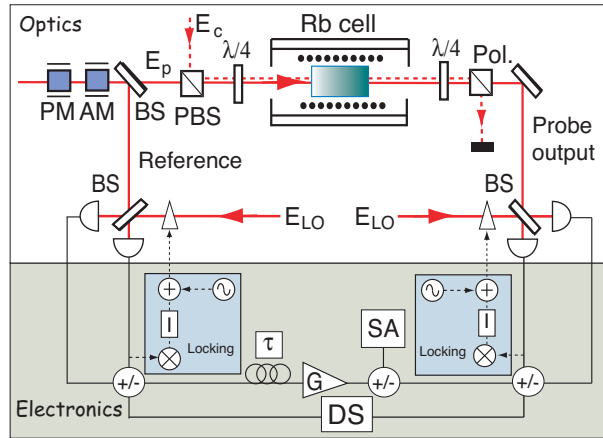 Optics
E_c
Rb cell
E_p
λ/4
λ/4
Pol.
PM
AM
BS
PBS
Reference
Probe
output
BS
E_LO
E_LO
BS
+
+
I
τ
SA
I
Locking
Locking
+/-
G
+/-
+/-
Electronics
DS